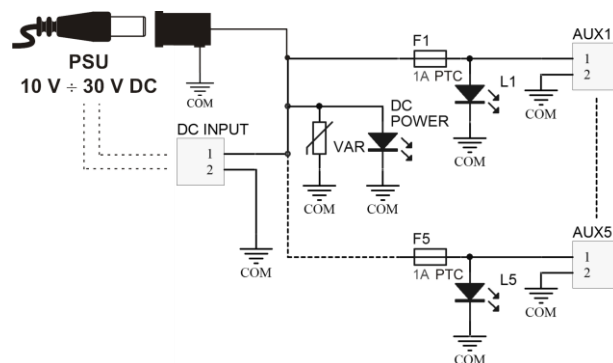 PSU
10 V ÷ 30 V DC
COM
DC INPUT
1
2
COM
F1
1A PTC
L1
COM
AUX1
1
2
COM
VAR
COM
DC
POWER
COM
F5
1A PTC
L5
COM
AUX5
1
2
COM